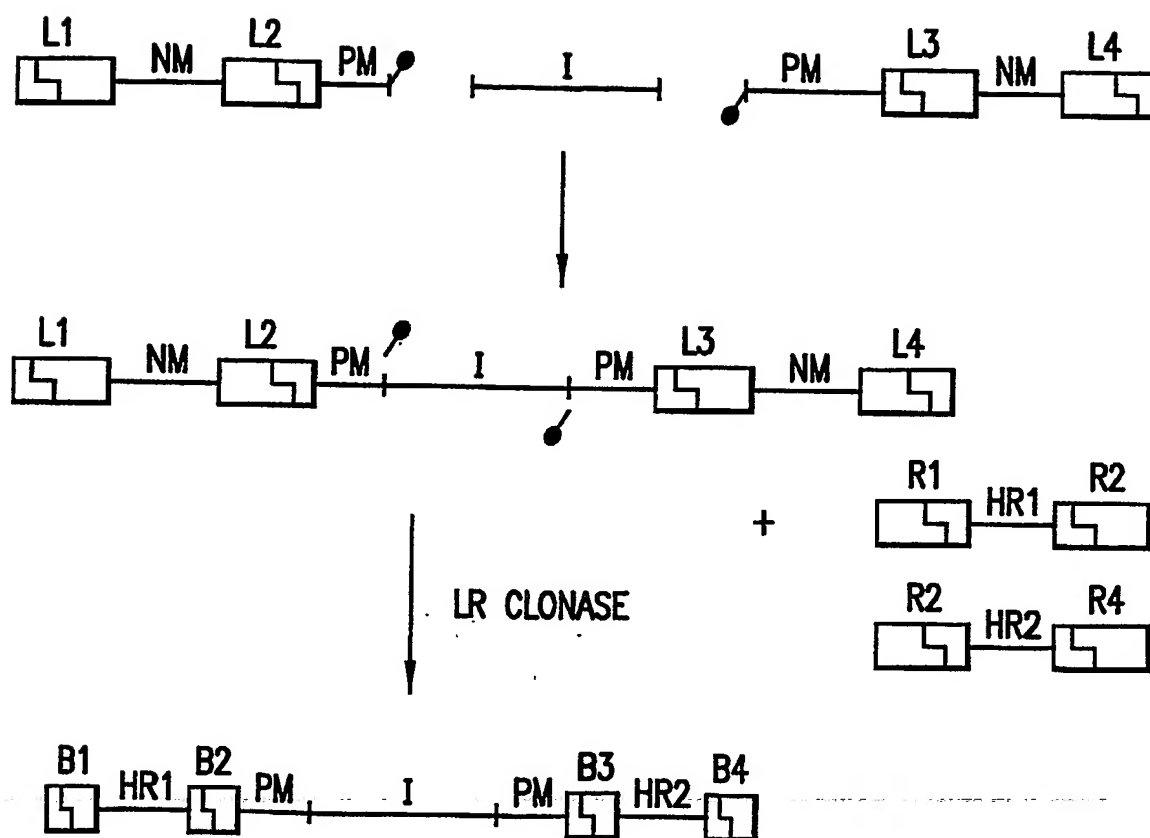 L1 NM L2 PM I PM L3 NM L4
L1 NM L2 PM I PM L3 NM L4
+
R1 HR1 R2
R2 HR2 R4
LR CLONASE
B1 HR1 B2 PM I PM B3 HR2 B4